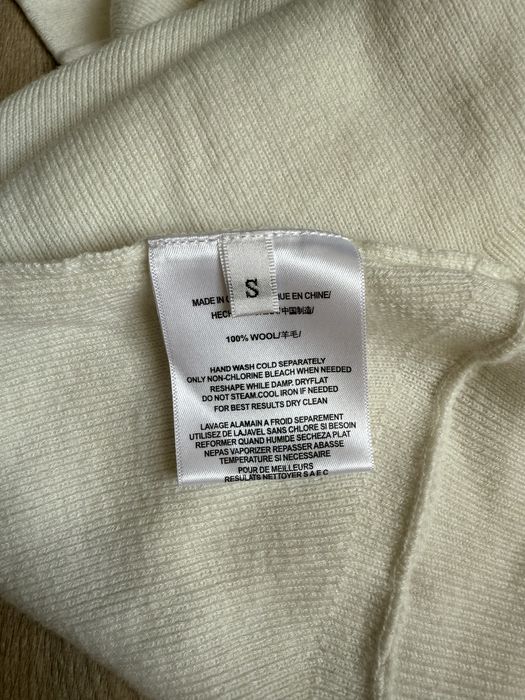 S
MADE IN UE EN CHINE/
HEC 中国制造/
100% WOOL/羊毛/
HAND WASH COLD SEPARATELY
ONLY NON-CHLORINE BLEACH WHEN NEEDED
RESHAPE WHILE DAMP. DRYFLAT
DO NOT STEAM.COOL IRON IF NEEDED
FOR BEST RESULTS DRY CLEAN
LAVAGE ALAMAIN A FROID SEPAREMENT
UTILISEZ DE LAJAVEL SANS CHLORE SI BESOIN
REFORMER QUAND HUMIDE SECHEZA PLAT
NEPAS VAPORIZER REPASSER ABASSE
TEMPERATURE SI NECESSAIRE
POUR DE MEILLEURS
RESULATS NETTOYER S A E C